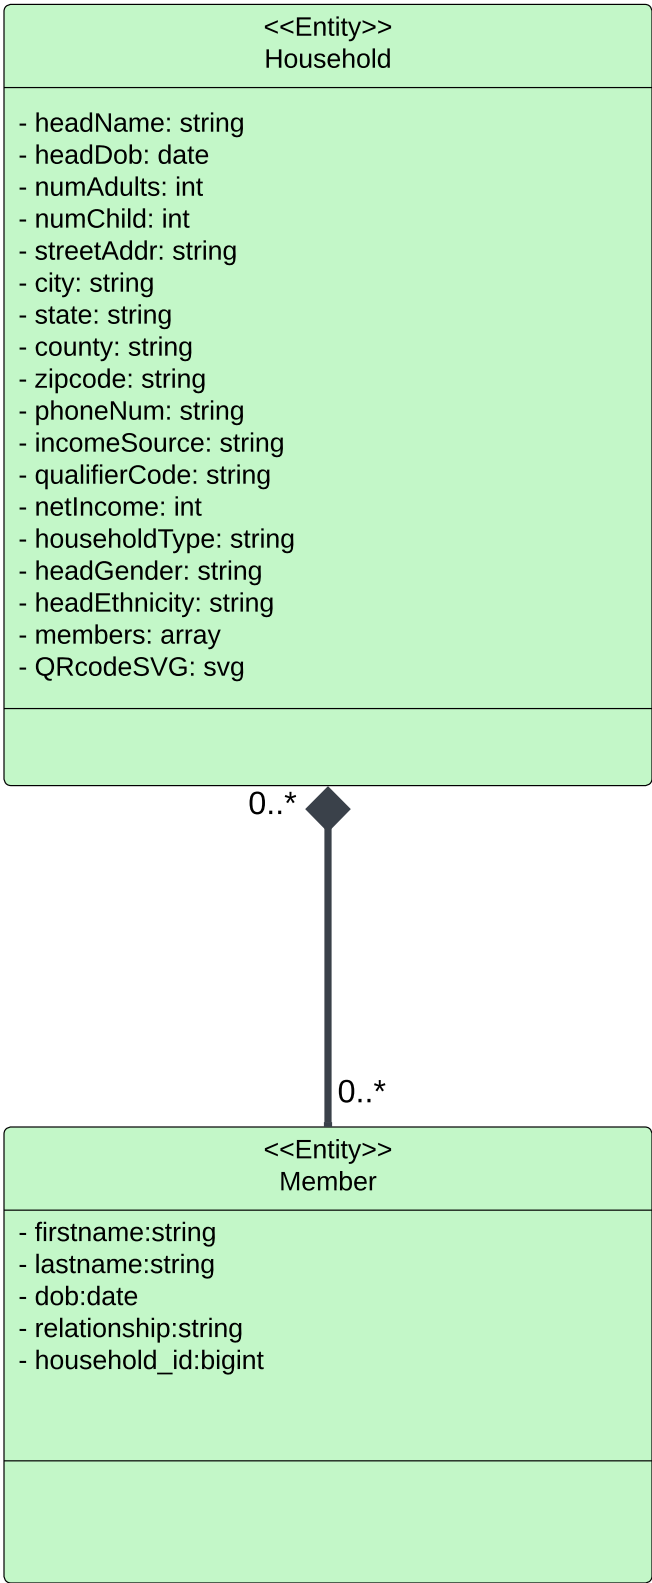 <<Entity>>
Household
- headName: string
- headDob: date
- numAdults: int
- numChild: int
- streetAddr: string
- city: string
- state: string
- county: string
- zipcode: string
- phoneNum: string
- incomeSource: string
- qualifierCode: string
- netIncome: int
- householdType: string
- headGender: string
- headEthnicity: string
- members: array
- QRcodeSVG: svg
0..*
0..*
<<Entity>>
Member
- firstname:string
- lastname:string
- dob:date
- relationship:string
- household_id:bigint